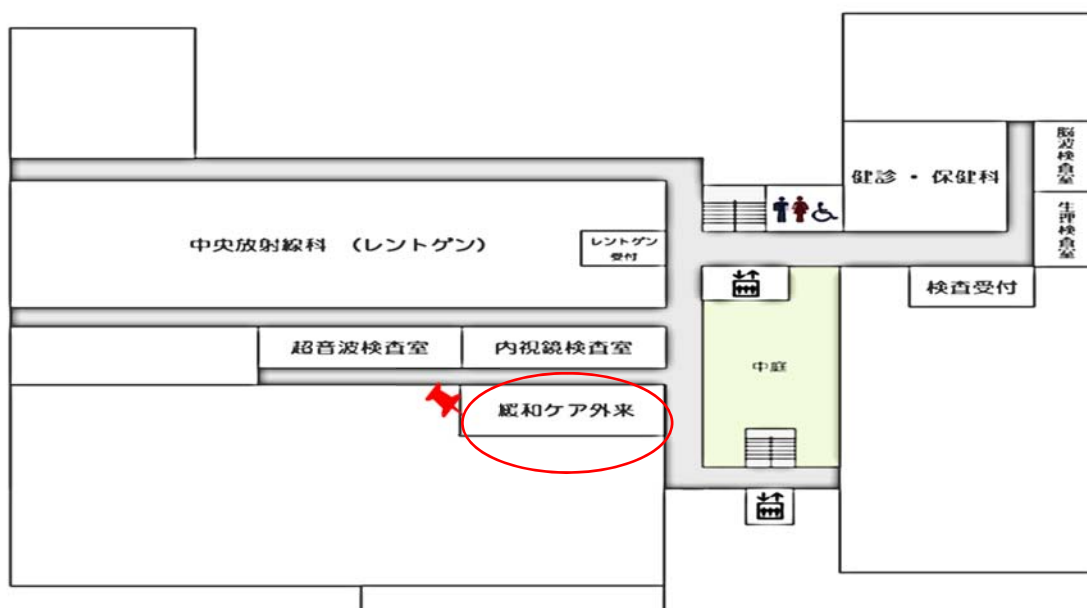 脳波検査室
健診・保健科
生理検査室
中央放射線科 （レントゲン）
レントゲン
受付
検査受付
超音波検査室
内視鏡検査室
中庭
緩和ケア外来